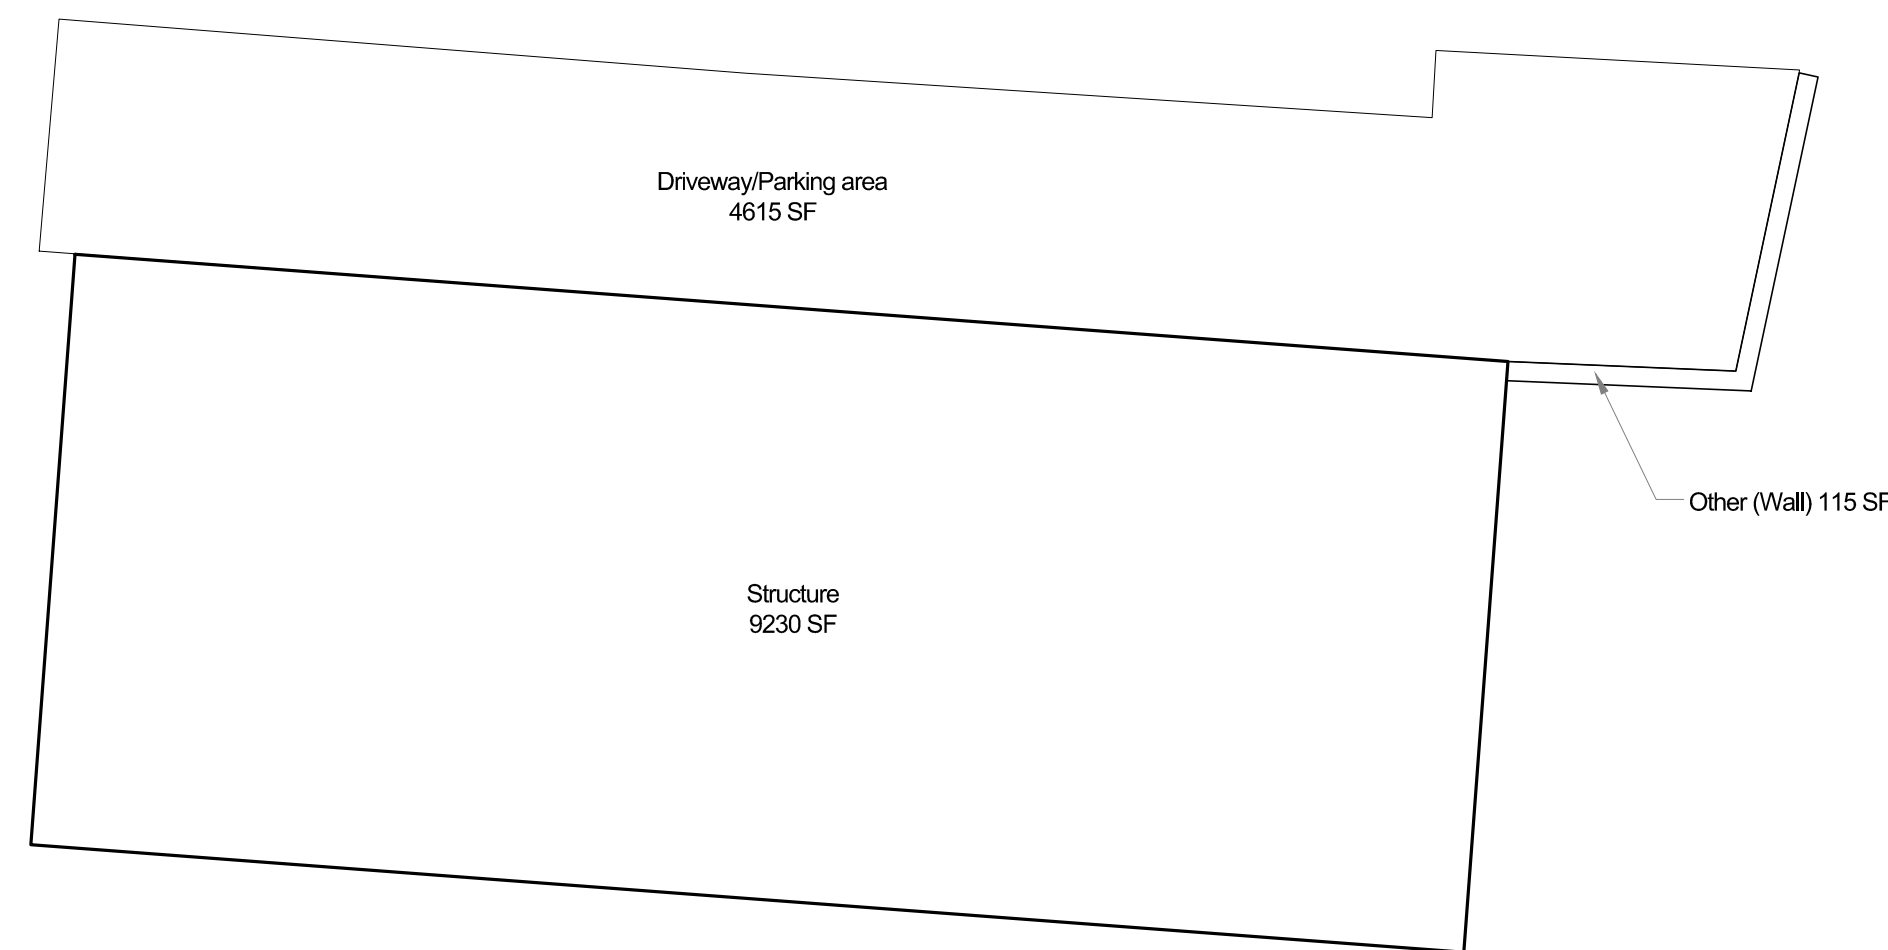 Driveway/Parking area
4615 SF
Other (Wall) 115 SF
Structure
9230 SF